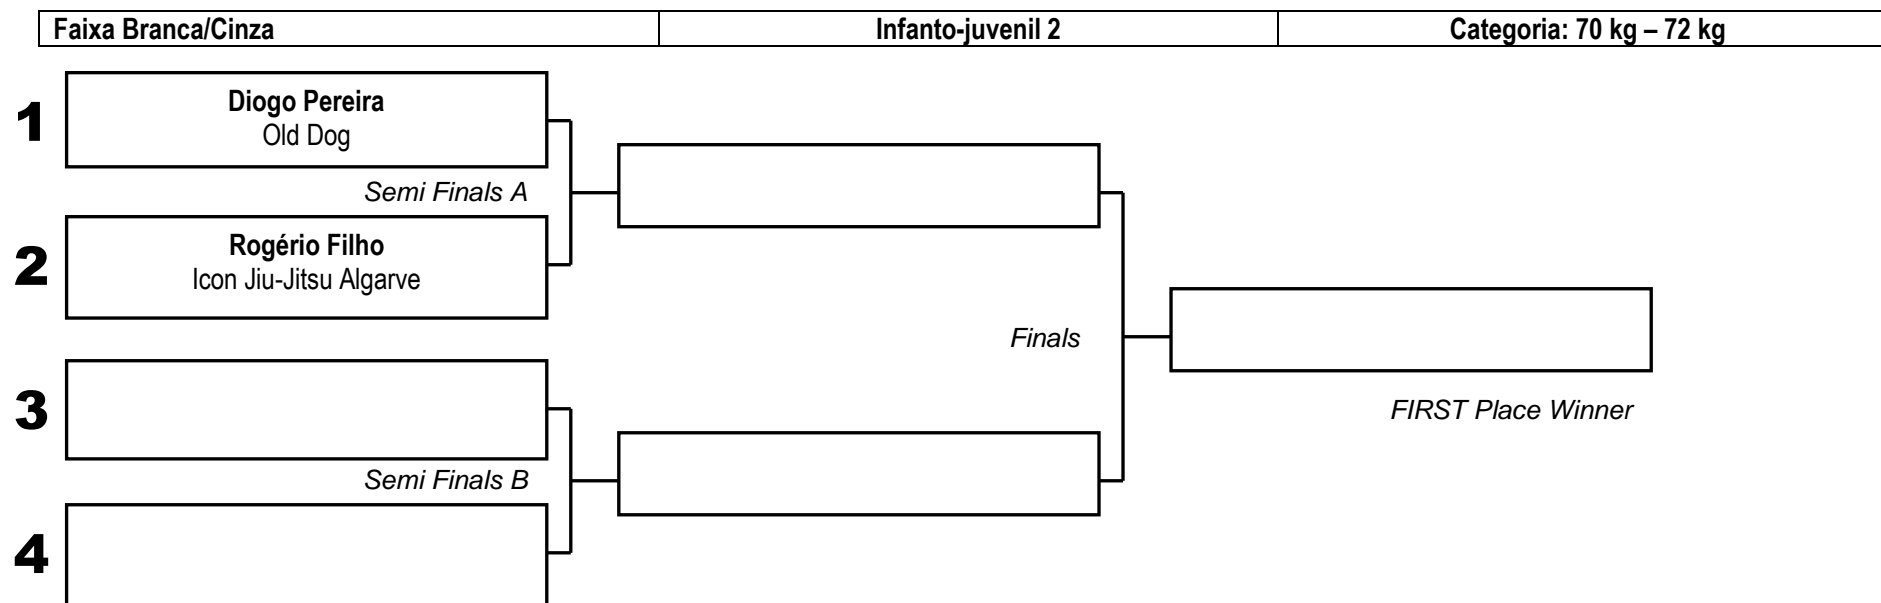 Faixa Branca/Cinza Infanto-juvenil 2 Categoria: 70 kg – 72 kg
1
Diogo Pereira
Old Dog
Semi Finals A
2
Rogério Filho
Icon Jiu-Jitsu Algarve
Finals
3
FIRST Place Winner
Semi Finals B
4